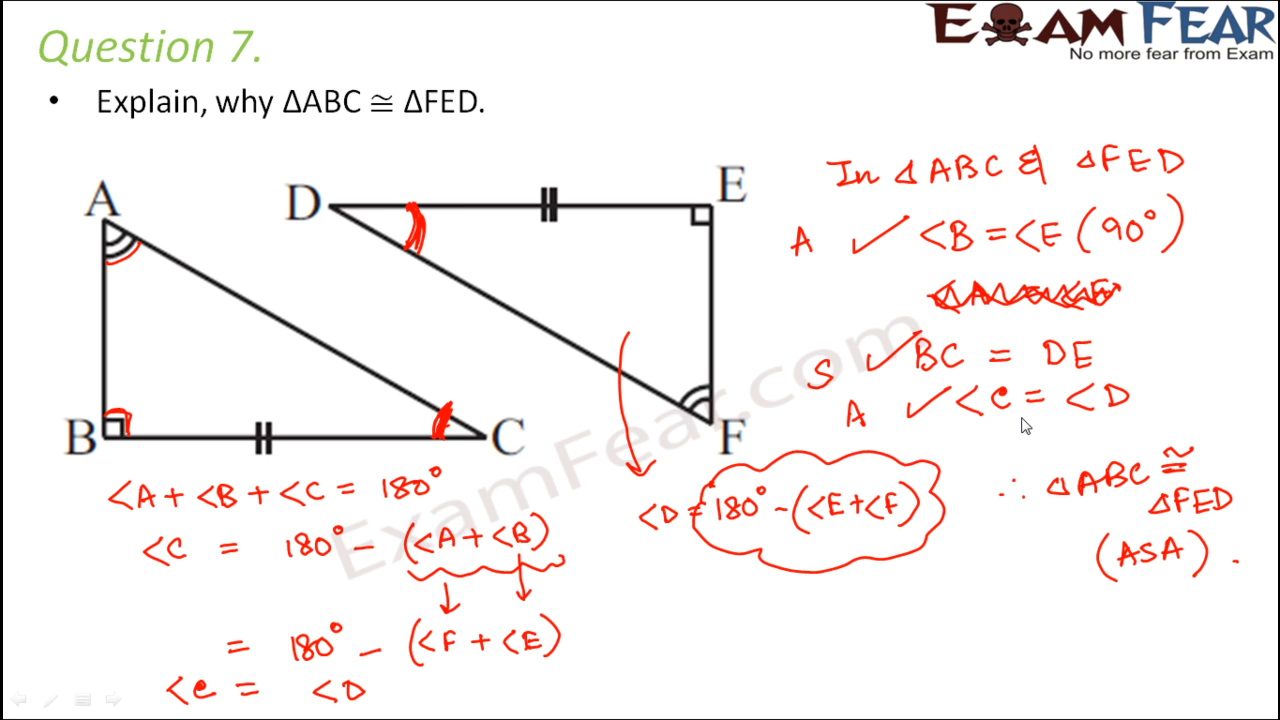 Question 7.
EXAM FEAR
No more fear from Exam
• Explain, why ΔABC ≅ ΔFED.
A
D
E
B
C
F
ExamFear.com
In Δ ABC & ΔFED
A ✓ <B = <E (90°)
S ✓ BC = DE
A ✓ <C = <D
∴ ΔABC ≅
ΔFED
(ASA).
<A + <B + <C = 180°
<C = 180° - (<A + <B)
= 180° - (<F + <E)
<C = <D
<D = 180° - (<E + <F)